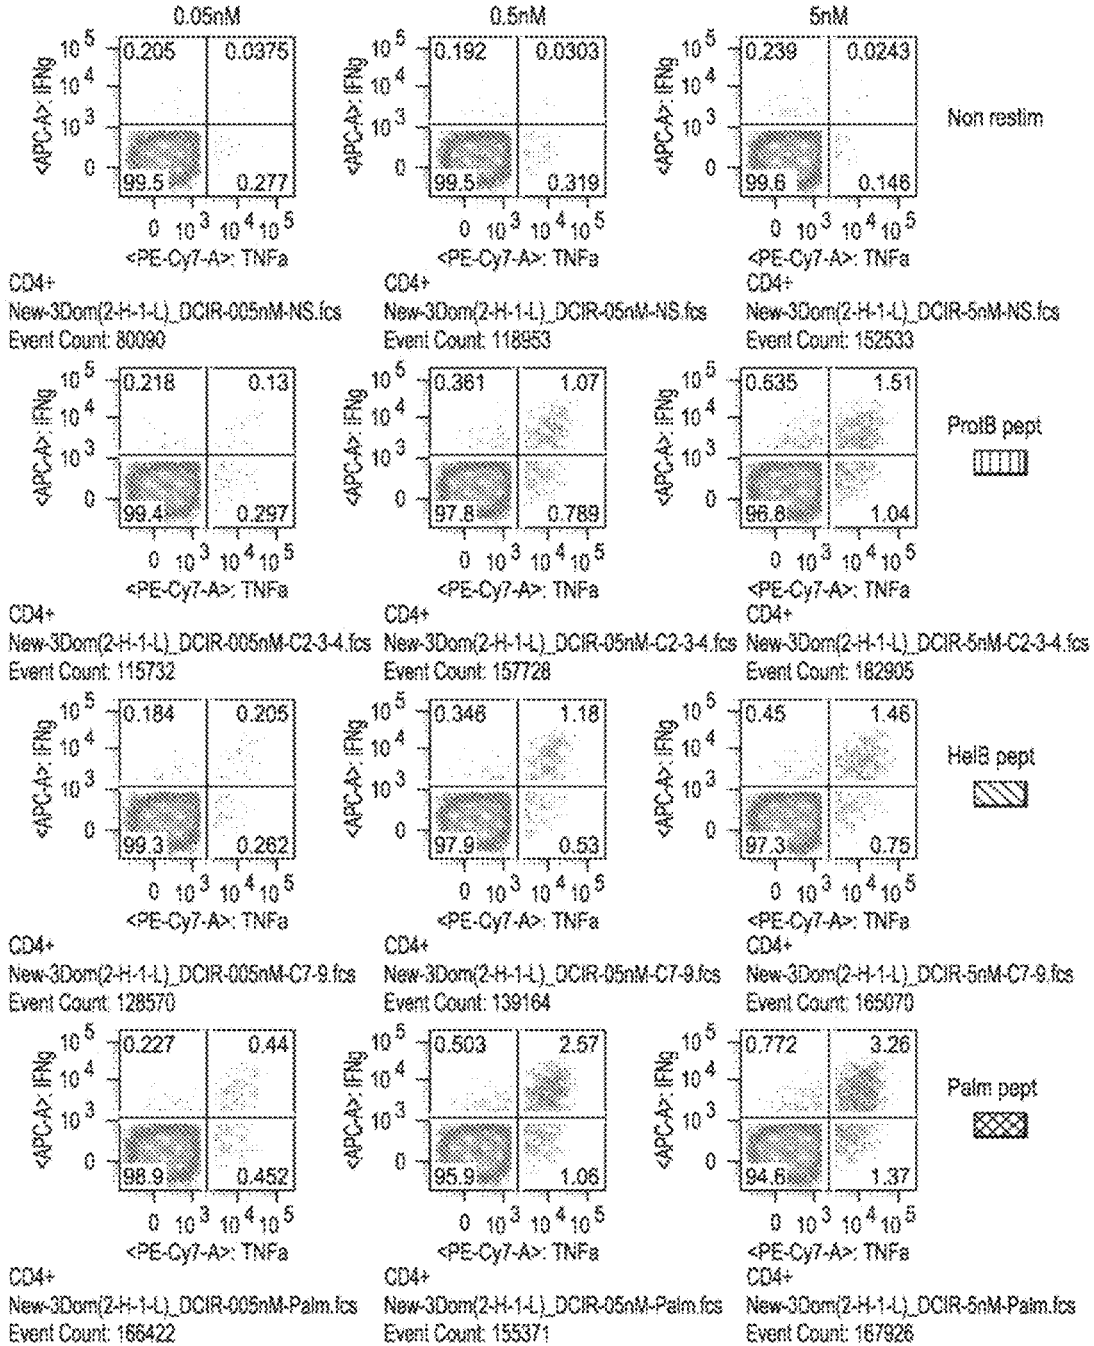 0.05nM 0.5nM 5nM
<APC-A>: IFNg 10 5 10 4 10 3 0 0.205 0.0375 99.5 0.277
0 10 3 10 4 10 5
<PE-Cy7-A>: TNFa
<APC-A>: IFNg 10 5 10 4 10 3 0 0.192 0.0303 99.5 0.319
0 10 3 10 4 10 5
<PE-Cy7-A>: TNFa
<APC-A>: IFNg 10 5 10 4 10 3 0 0.239 0.0243 99.6 0.146
0 10 3 10 4 10 5
<PE-Cy7-A>: TNFa
Non restim
CD4+ CD4+ CD4+
New-3Dom(2-H-1-L)_DCIR-005nM-NS.fcs New-3Dom(2-H-1-L)_DCIR-05nM-NS.fcs New-3Dom(2-H-1-L)_DCIR-5nM-NS.fcs
Event Count: 80090 Event Count: 118953 Event Count: 152533
<APC-A>: IFNg 10 5 10 4 10 3 0 0.218 0.13 99.4 0.297
0 10 3 10 4 10 5
<PE-Cy7-A>: TNFa
<APC-A>: IFNg 10 5 10 4 10 3 0 0.361 1.07 97.8 0.789
0 10 3 10 4 10 5
<PE-Cy7-A>: TNFa
<APC-A>: IFNg 10 5 10 4 10 3 0 0.635 1.51 96.8 1.04
0 10 3 10 4 10 5
<PE-Cy7-A>: TNFa
ProtB pept
CD4+ CD4+ CD4+
New-3Dom(2-H-1-L)_DCIR-005nM-C2-3-4.fcs New-3Dom(2-H-1-L)_DCIR-05nM-C2-3-4.fcs New-3Dom(2-H-1-L)_DCIR-5nM-C2-3-4.fcs
Event Count: 115732 Event Count: 157728 Event Count: 182905
<APC-A>: IFNg 10 5 10 4 10 3 0 0.184 0.205 99.3 0.262
0 10 3 10 4 10 5
<PE-Cy7-A>: TNFa
<APC-A>: IFNg 10 5 10 4 10 3 0 0.346 1.18 97.9 0.53
0 10 3 10 4 10 5
<PE-Cy7-A>: TNFa
<APC-A>: IFNg 10 5 10 4 10 3 0 0.45 1.46 97.3 0.75
0 10 3 10 4 10 5
<PE-Cy7-A>: TNFa
HelB pept
CD4+ CD4+ CD4+
New-3Dom(2-H-1-L)_DCIR-005nM-C7-9.fcs New-3Dom(2-H-1-L)_DCIR-05nM-C7-9.fcs New-3Dom(2-H-1-L)_DCIR-5nM-C7-9.fcs
Event Count: 128570 Event Count: 139164 Event Count: 165070
<APC-A>: IFNg 10 5 10 4 10 3 0 0.227 0.44 98.9 0.452
0 10 3 10 4 10 5
<PE-Cy7-A>: TNFa
<APC-A>: IFNg 10 5 10 4 10 3 0 0.503 2.57 95.9 1.06
0 10 3 10 4 10 5
<PE-Cy7-A>: TNFa
<APC-A>: IFNg 10 5 10 4 10 3 0 0.772 3.26 94.6 1.37
0 10 3 10 4 10 5
<PE-Cy7-A>: TNFa
Palm pept
CD4+ CD4+ CD4+
New-3Dom(2-H-1-L)_DCIR-005nM-Palm.fcs New-3Dom(2-H-1-L)_DCIR-05nM-Palm.fcs New-3Dom(2-H-1-L)_DCIR-5nM-Palm.fcs
Event Count: 166422 Event Count: 155371 Event Count: 167926